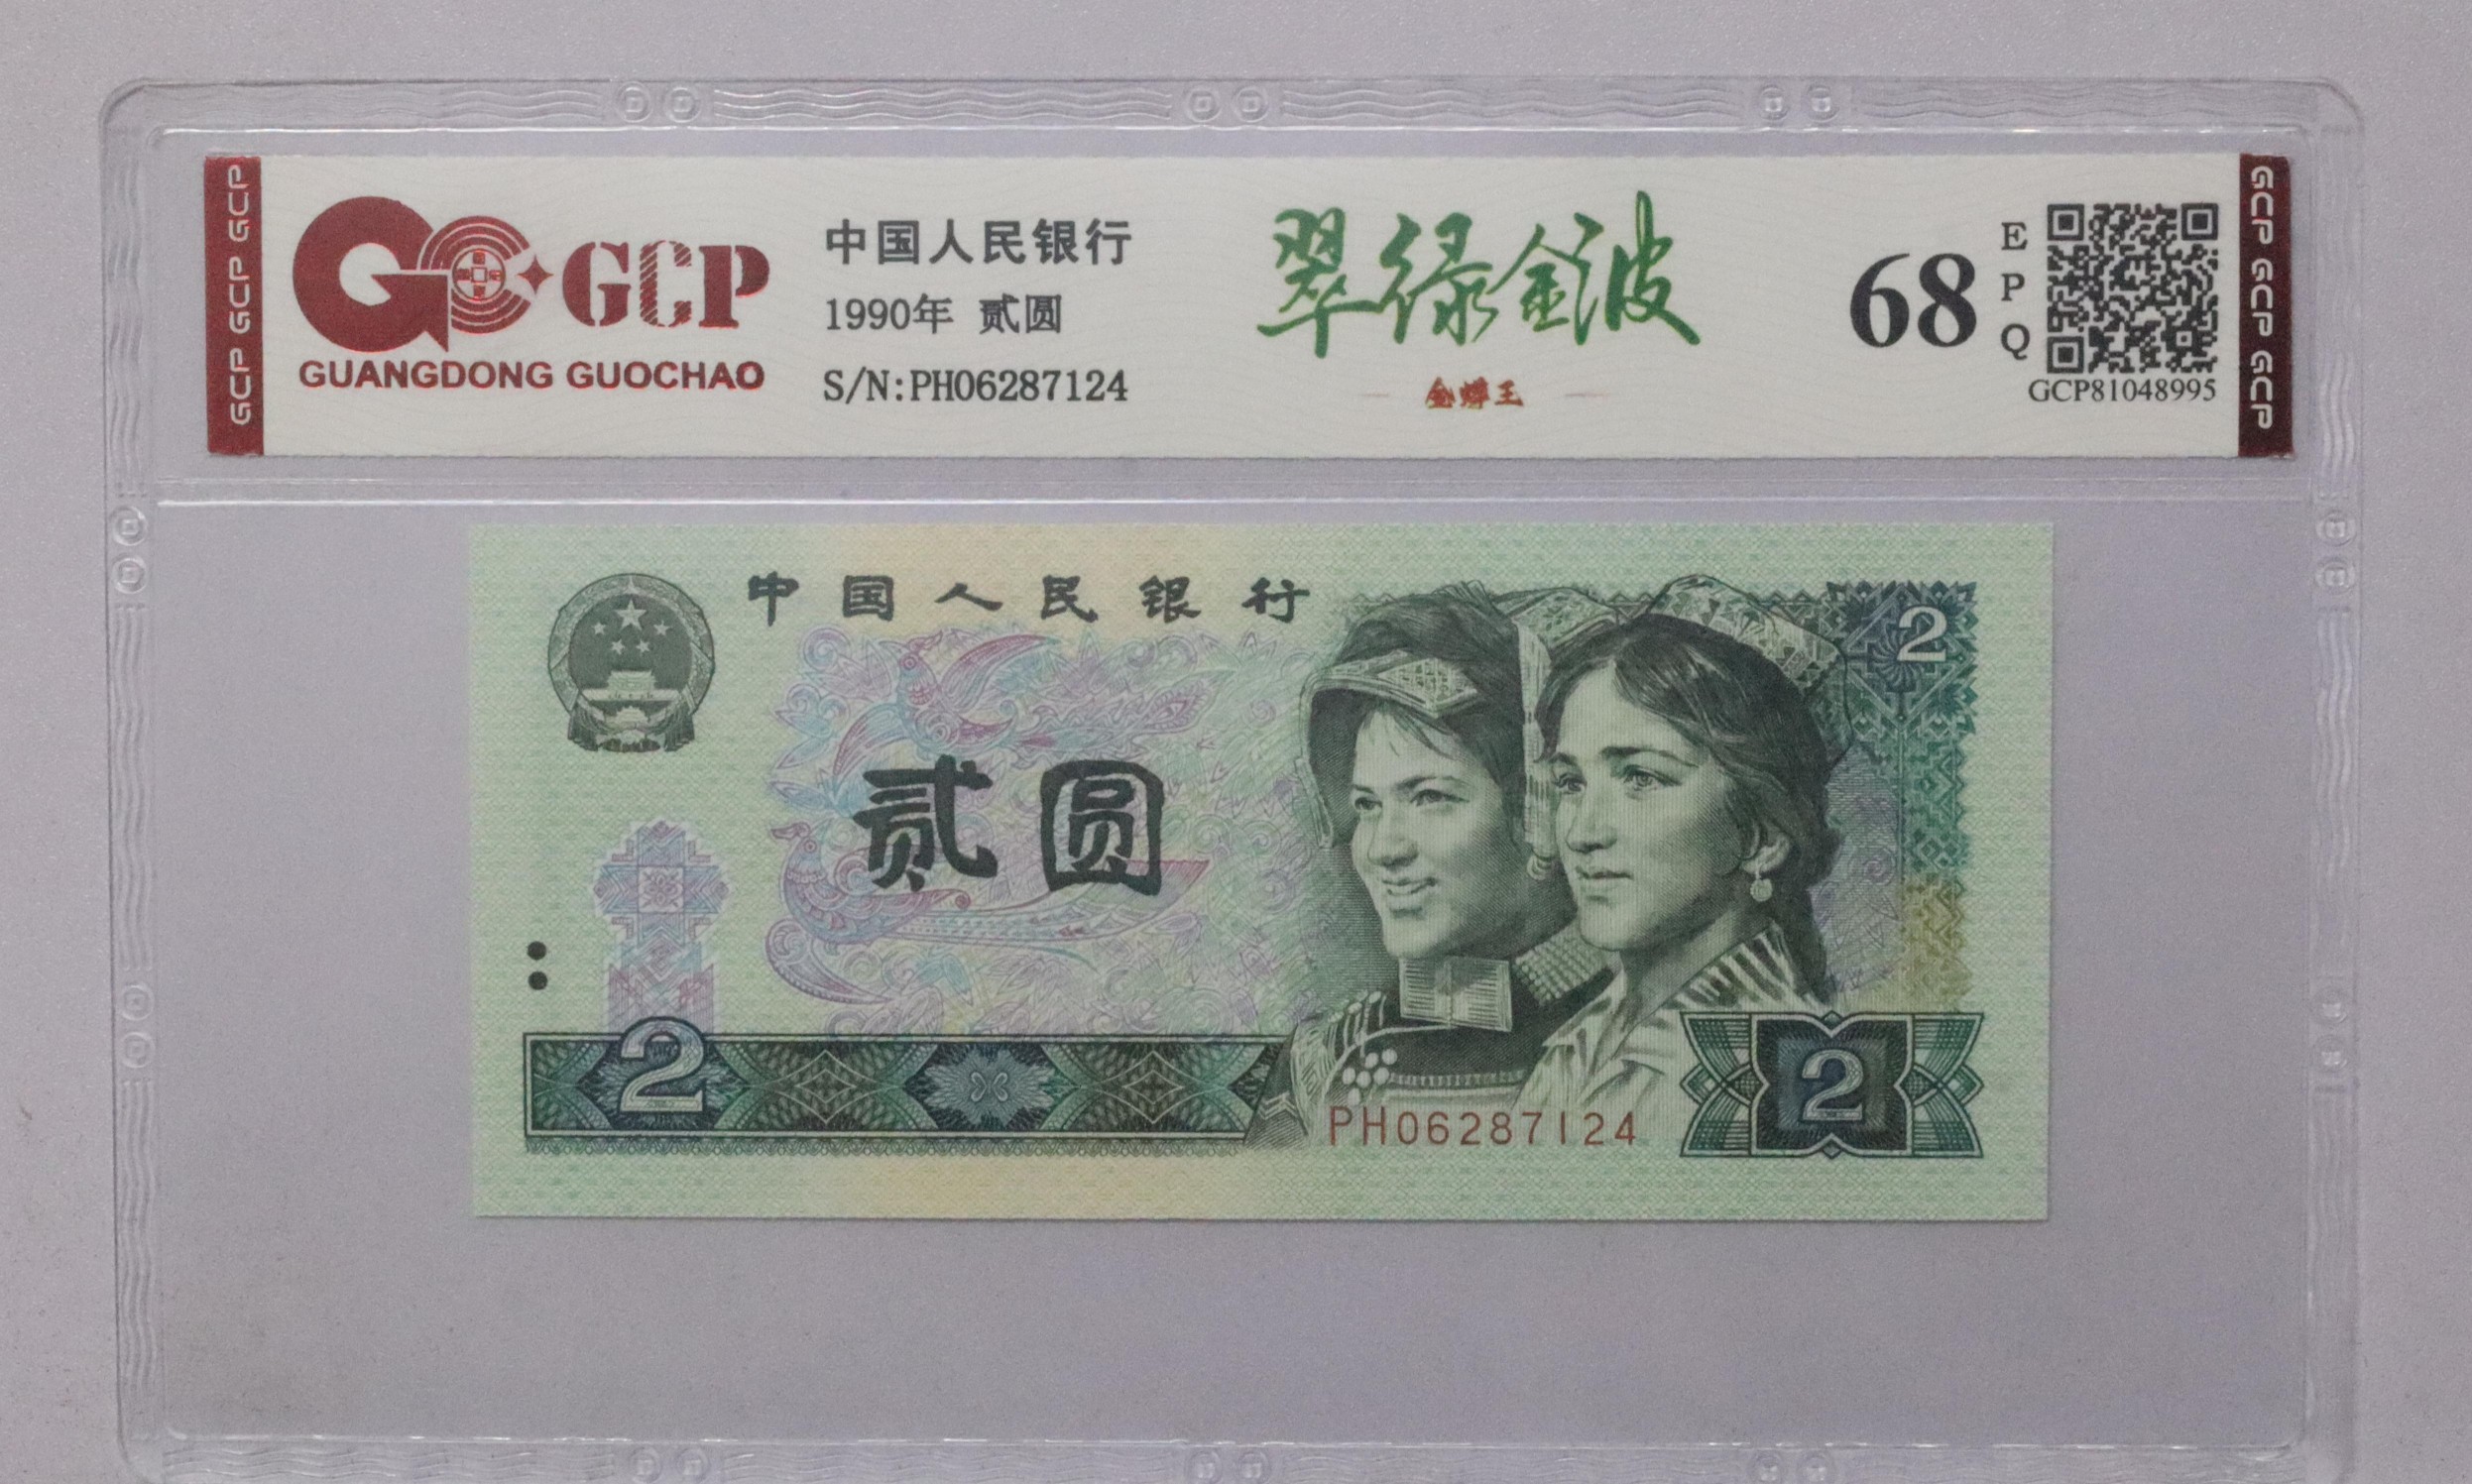 GCP GCP GCP
GCP
GUANGDONG GUOCHAO
中国人民银行
1990年 贰圆
S/N:PH06287124
翠绿金波
金蟒王
68
EPQ
GCP81048995
GCP GCP GCP
中国人民银行
2
贰圆
2
PH06287124
2